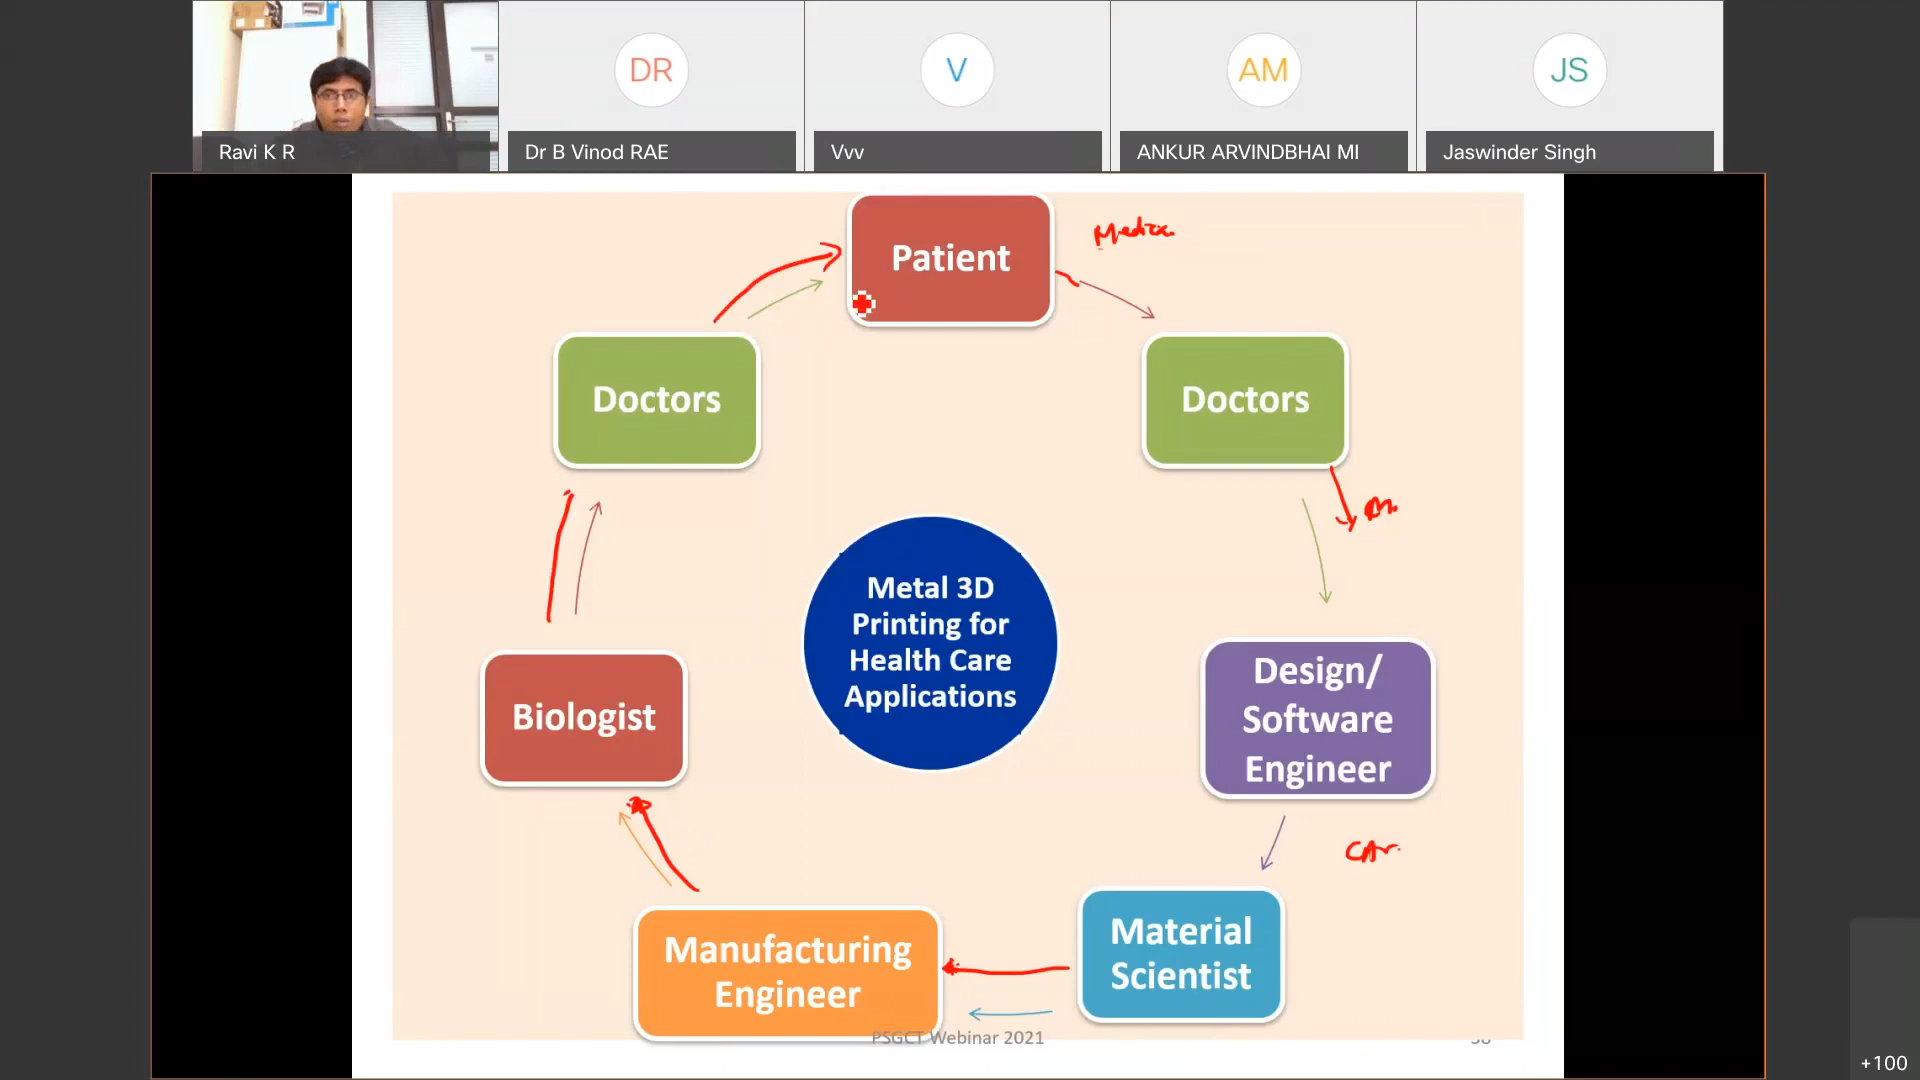 DR
V
AM
JS
Ravi K R
Dr B Vinod RAE
Vvv
ANKUR ARVINDBHAI MI
Jaswinder Singh
Patient
Doctors
Doctors
Metal 3D
Printing for
Health Care
Applications
Design/
Software
Engineer
Biologist
Manufacturing
Engineer
Material
Scientist
PSGCT Webinar 2021
+100